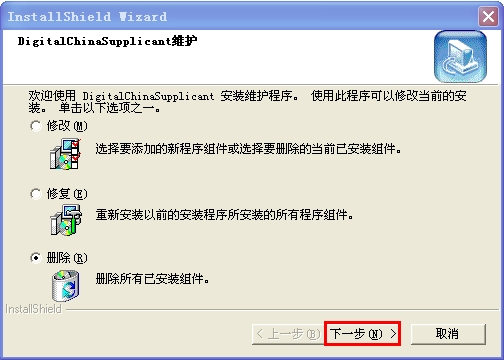 InstallShield Wizard
DigitalChinaSupplicant维护
欢迎使用 DigitalChinaSupplicant 安装维护程序。 使用此程序可以修改当前的安
装。 单击以下选项之一。
修改(M)
选择要添加的新程序组件或选择要删除的当前已安装组件。
修复(E)
重新安装以前的安装程序所安装的所有程序组件。
删除(R)
删除所有已安装组件。
InstallShield
< 上一步(B) 下一步(N) > 取消